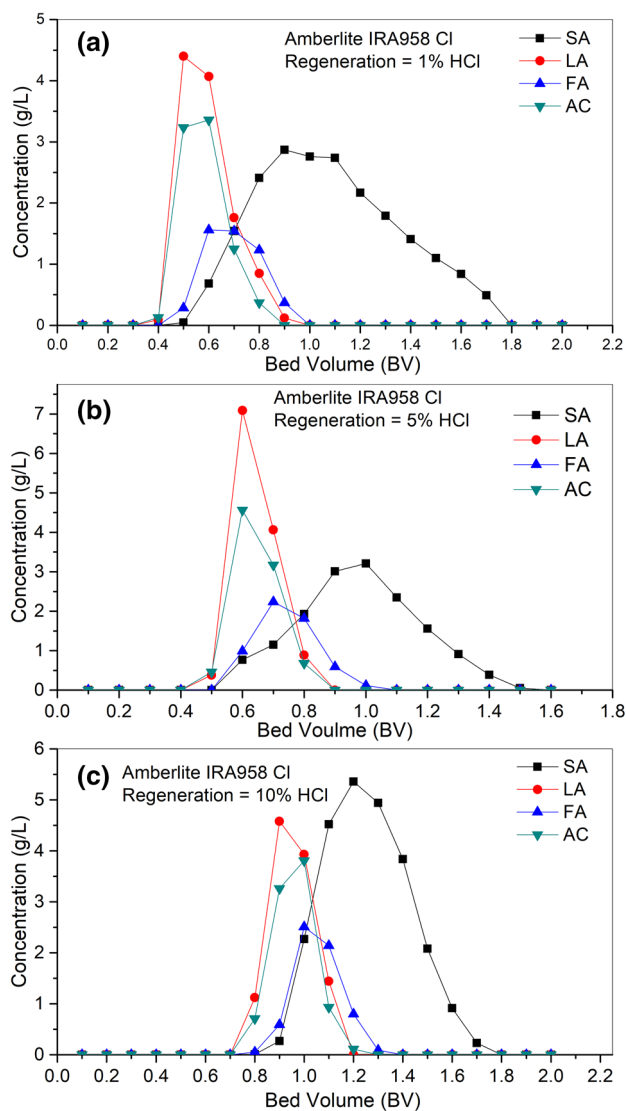 (a)
Amberlite IRA958 Cl
Regeneration = 1% HCl
SA
LA
FA
AC
Concentration (g/L)
5
4
3
2
1
0
0.0 0.2 0.4 0.6 0.8 1.0 1.2 1.4 1.6 1.8 2.0 2.2
Bed Volume (BV)
(b)
Amberlite IRA958 Cl
Regeneration = 5% HCl
SA
LA
FA
AC
Concentration (g/L)
7
6
5
4
3
2
1
0
0.0 0.2 0.4 0.6 0.8 1.0 1.2 1.4 1.6 1.8
Bed Voulme (BV)
(c)
Amberlite IRA958 Cl
Regeneration = 10% HCl
SA
LA
FA
AC
Concentration (g/L)
6
5
4
3
2
1
0
0.0 0.2 0.4 0.6 0.8 1.0 1.2 1.4 1.6 1.8 2.0 2.2
Bed Volume (BV)